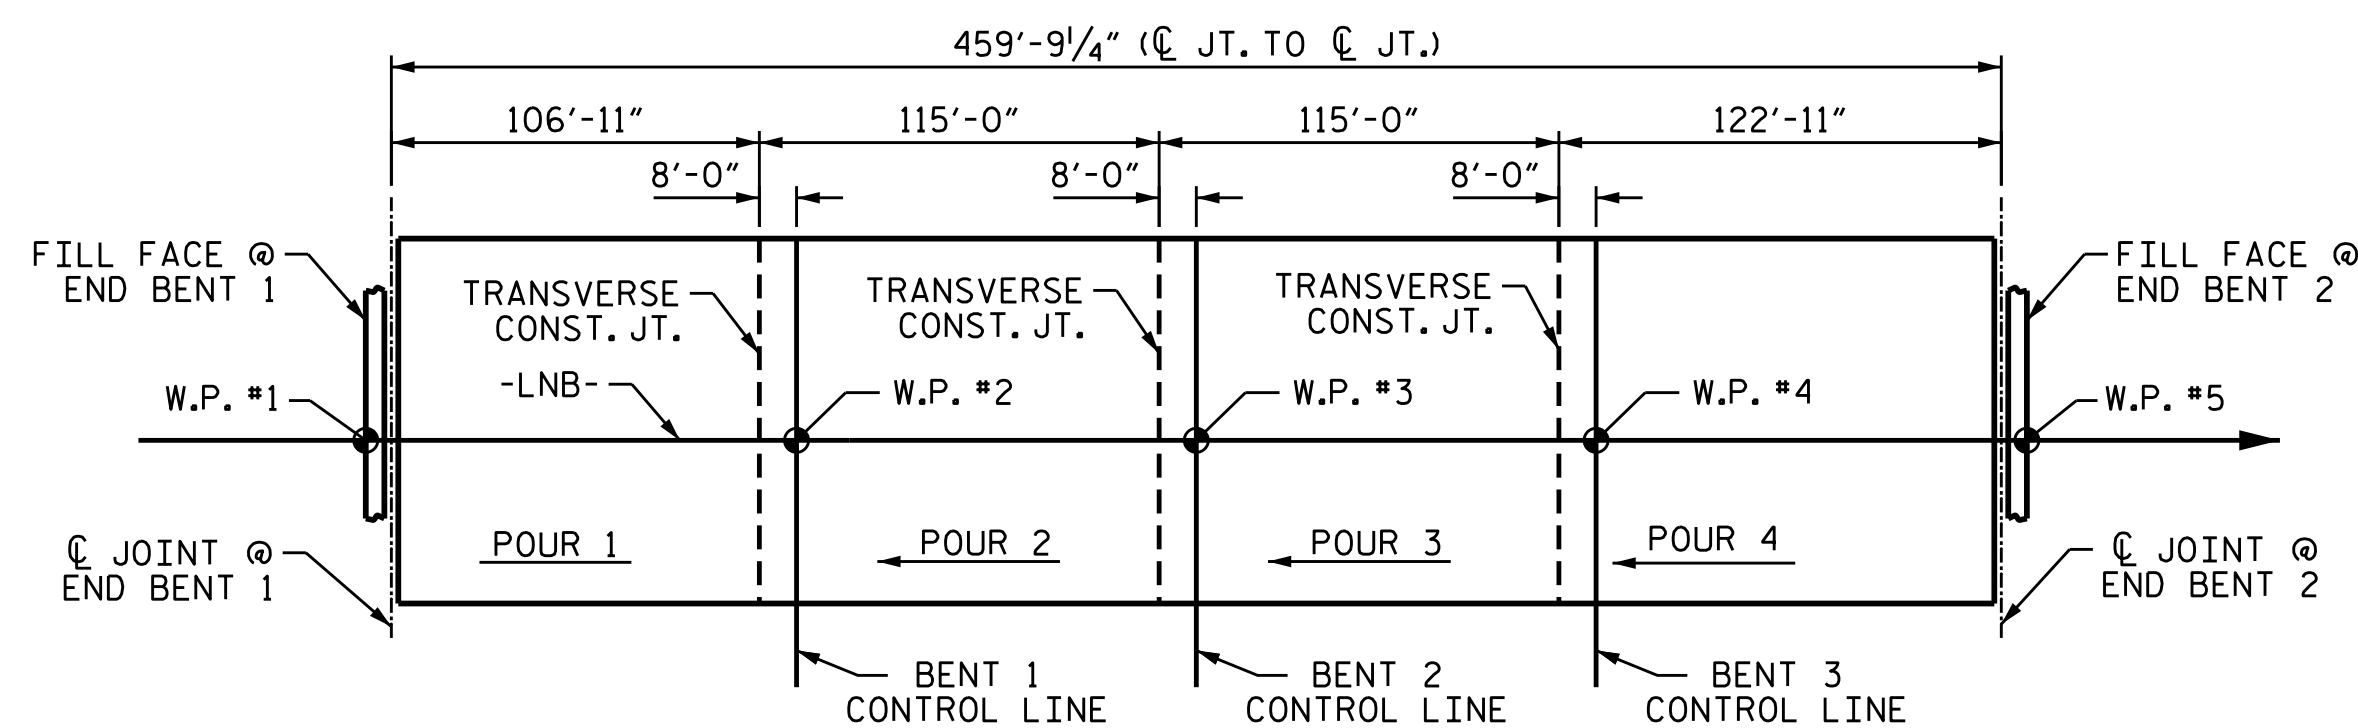 459'-9¼" (℄ JT. TO ℄ JT.)
106'-11"
115'-0"
115'-0"
122'-11"
8'-0"
8'-0"
8'-0"
FILL FACE @
END BENT 1
TRANSVERSE
CONST. JT.
TRANSVERSE
CONST. JT.
TRANSVERSE
CONST. JT.
FILL FACE @
END BENT 2
W.P. #1
-LNB-
W.P. #2
W.P. #3
W.P. #4
W.P. #5
POUR 1
POUR 2
POUR 3
POUR 4
℄ JOINT @
END BENT 1
℄ JOINT @
END BENT 2
BENT 1
CONTROL LINE
BENT 2
CONTROL LINE
BENT 3
CONTROL LINE